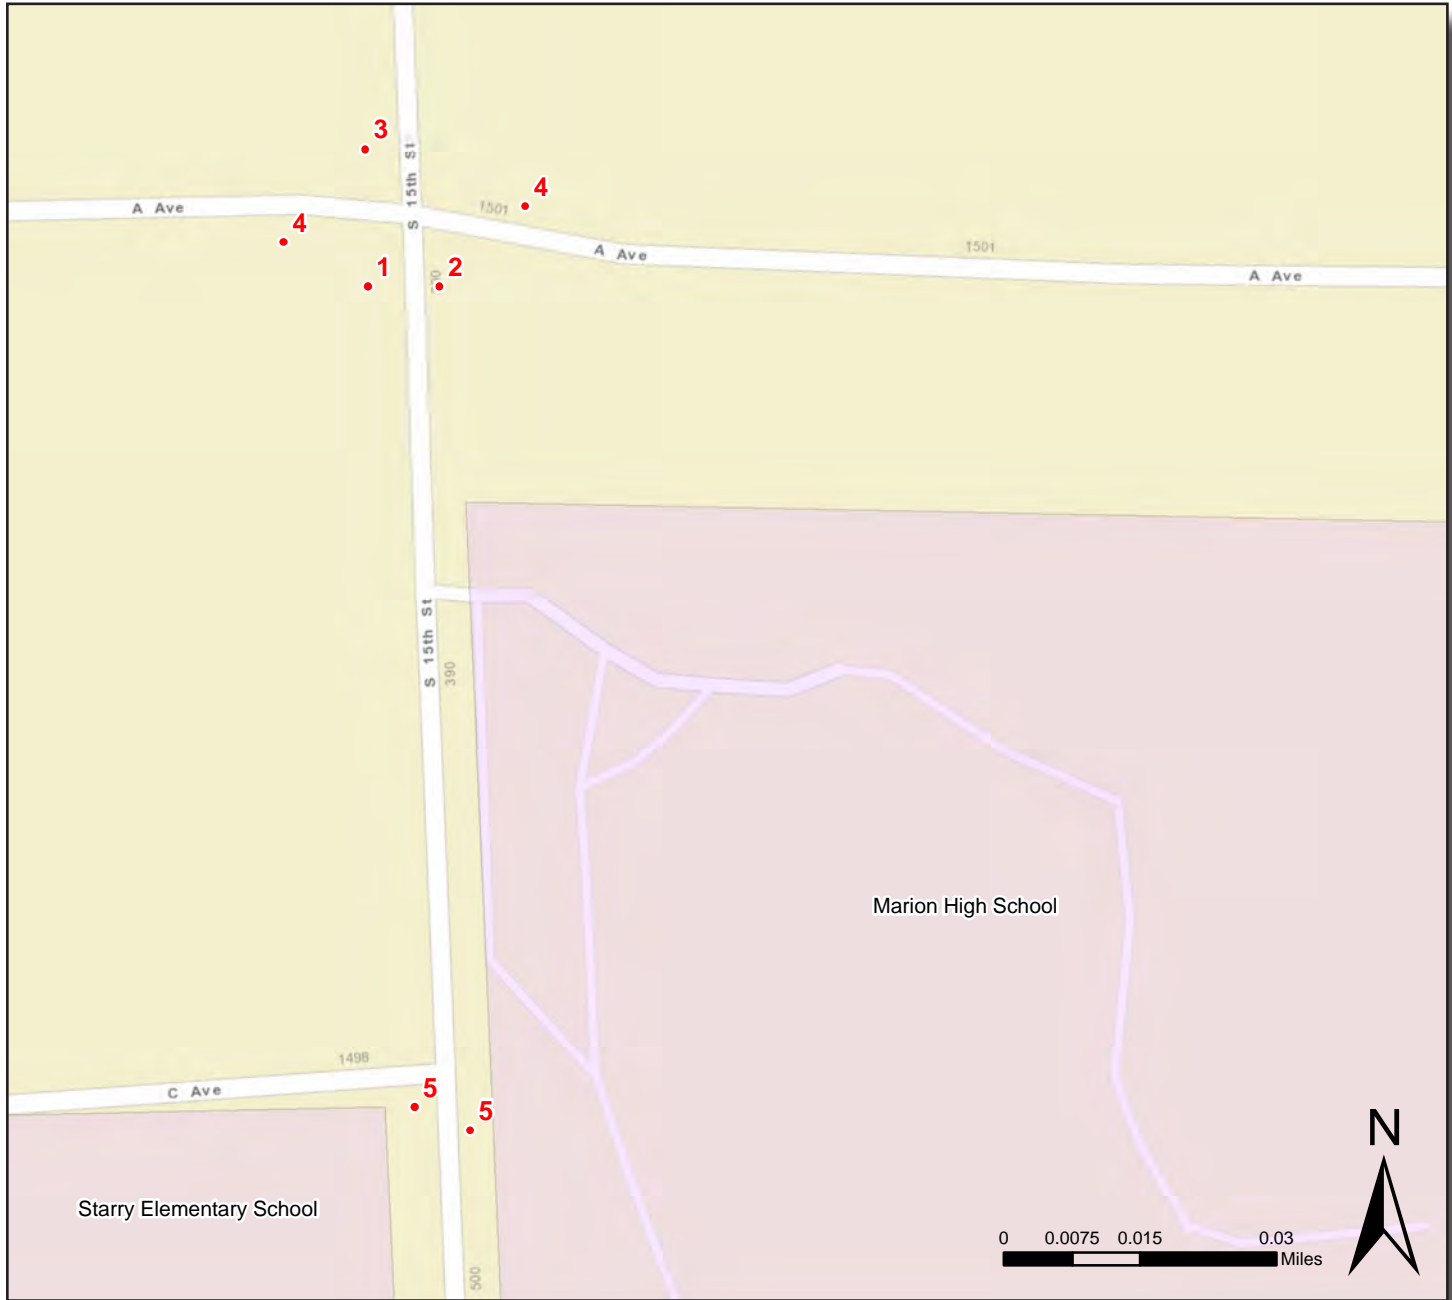 3
S 15th St
4
1501
A Ave
4
A Ave
1501
A Ave
1
2
S 15th St
390
Marion High School
1498
C Ave
5
5
N
Starry Elementary School
0 0.0075 0.015 0.03
Miles
500